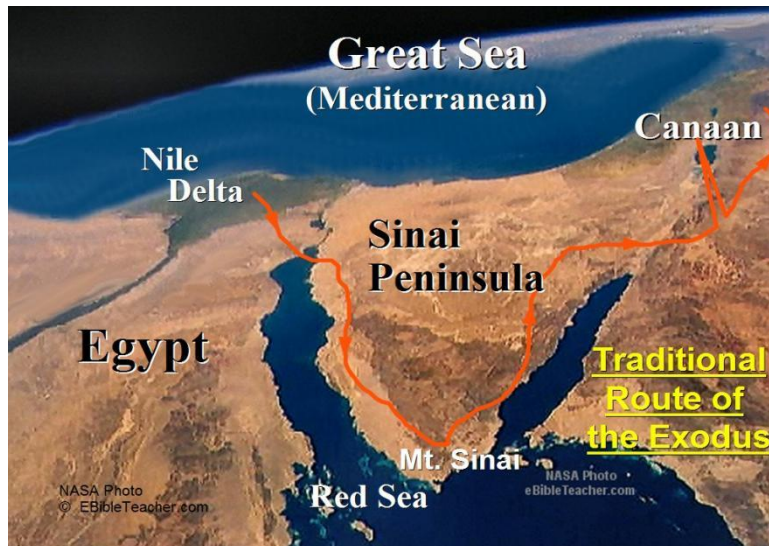 Great Sea
(Mediterranean)
Canaan
Nile
Delta
Sinai
Peninsula
Egypt
Traditional
Route of
the Exodus
Mt. Sinai
NASA Photo
eBibleTeacher.com
NASA Photo
© EBibleTeacher.com
Red Sea